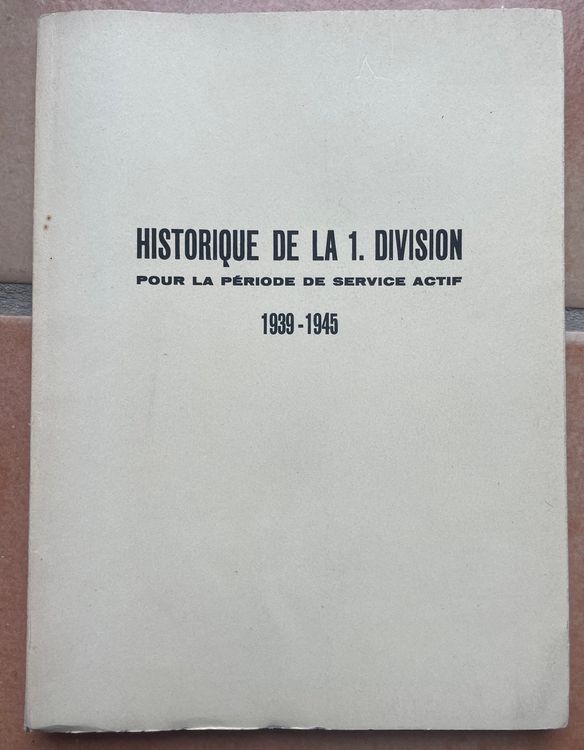 HISTORIQUE DE LA 1. DIVISION
POUR LA PÉRIODE DE SERVICE ACTIF
1939-1945